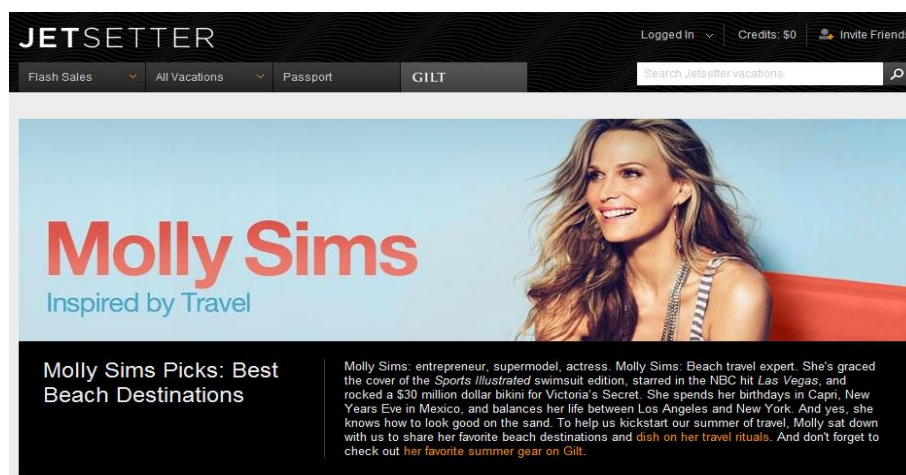 JETSETTER
Logged In
Credits: $0
Invite Friends
Flash Sales
All Vacations
Passport
GILT
Search Jetsetter vacations
Molly Sims
Inspired by Travel
Molly Sims Picks: Best
Beach Destinations
Molly Sims: entrepreneur, supermodel, actress. Molly Sims: Beach travel expert. She's graced
the cover of the Sports Illustrated swimsuit edition, starred in the NBC hit Las Vegas, and
rocked a $30 million dollar bikini for Victoria's Secret. She spends her birthdays in Capri, New
Years Eve in Mexico, and balances her life between Los Angeles and New York. And yes, she
knows how to look good on the sand. To help us kickstart our summer of travel, Molly sat down
with us to share her favorite beach destinations and dish on her travel rituals. And don't forget to
check out her favorite summer gear on Gilt.